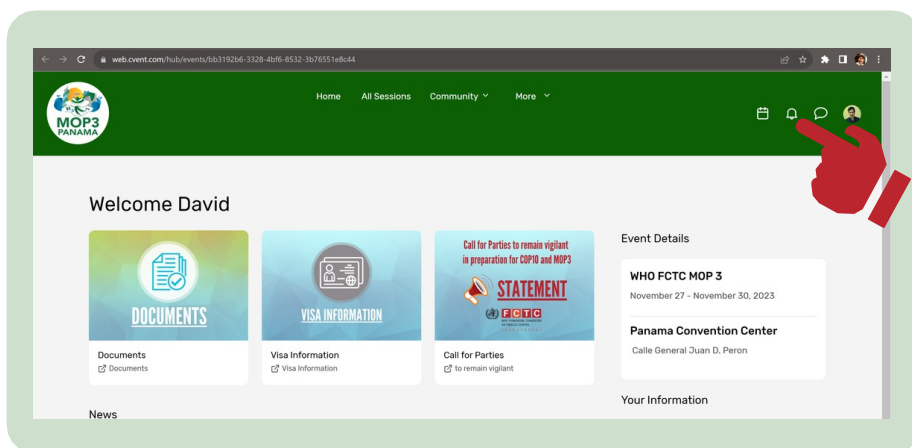 web.cvent.com/hub/events/bb3192b6-3328-4bf6-8532-3b76551e8c44
MOP3
PANAMA
Home All Sessions Community More
Welcome David
DOCUMENTS
Documents
Documents
VISA INFORMATION
Visa Information
Visa Information
Call for Parties to remain vigilant
in preparation for COP10 and MOP3
STATEMENT
FCTC
Call for Parties
to remain vigilant
Event Details
WHO FCTC MOP 3
November 27 - November 30, 2023
Panama Convention Center
Calle General Juan D. Peron
Your Information
News